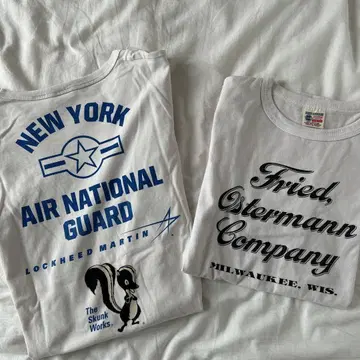 NEW YORK
AIR NATIONAL
GUARD
LOCKHEED MARTIN
The
Skunk
Works
Fried,
Ostermann
Company
MILWAUKEE. WIS.